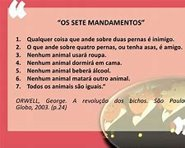 "OS SETE MANDAMENTOS"
1. Qualquer coisa que ande sobre duas pernas é inimigo.
2. O que ande sobre quatro pernas, ou tenha asas, é amigo.
3. Nenhum animal usará roupa.
4. Nenhum animal dormirá em cama.
5. Nenhum animal beberá álcool.
6. Nenhum animal matará outro animal.
7. Todos os animais são iguais."
ORWELL, George. A revolução dos bichos. São Paulo:
Globo, 2003. (p.24)